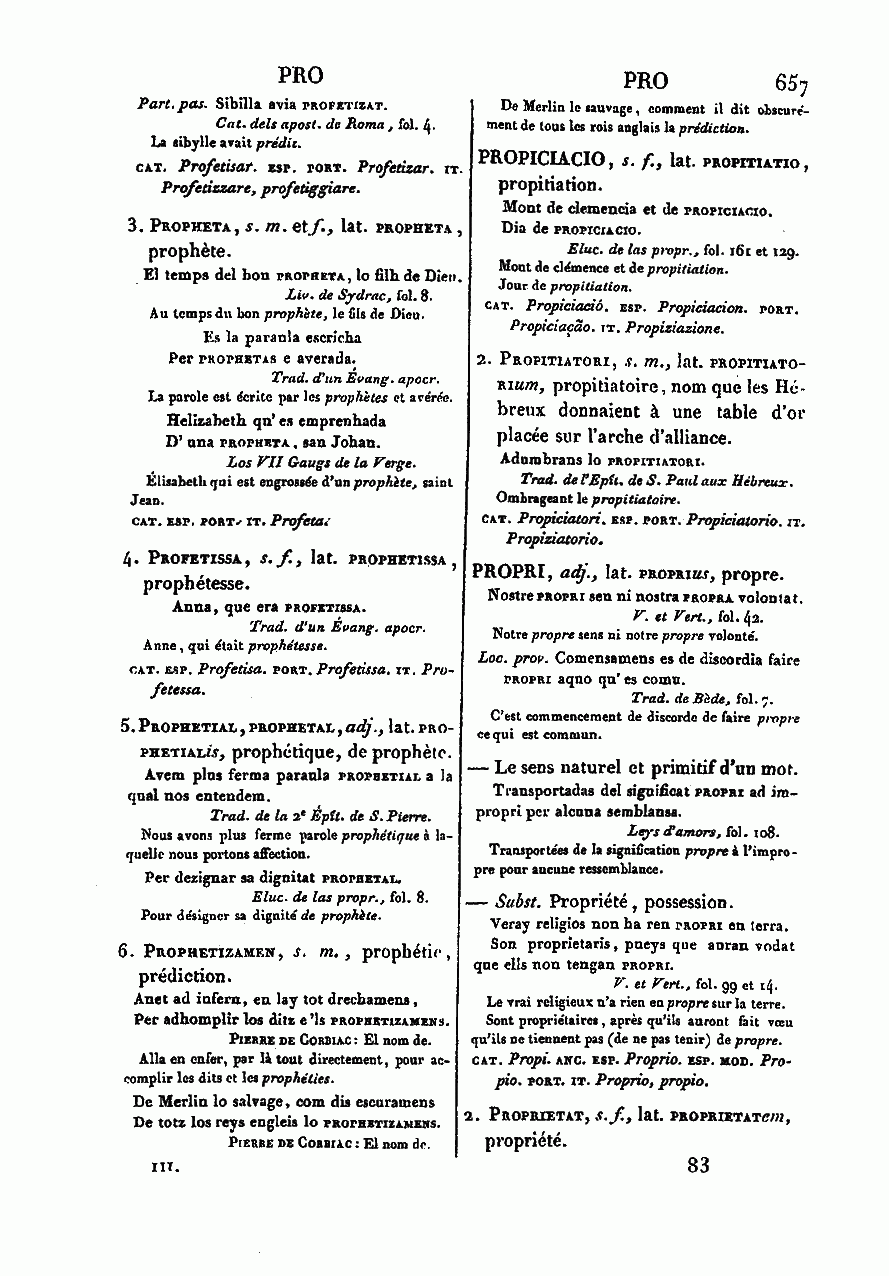 PRO
Part. pas. Sibilla avia PROFETIZAT.
Cat. dels apost. de Roma, fol. 4.
La sibylle avait prédit.
CAT. Profetisar. ESP. PORT. Profetizar. IT.
Profetizzare, profetiggiare.
3. PROPHETA, s. m. et f., lat. PROPHETA,
prophète.
El temps del bon PROPHETA, lo filh de Dieu.
Liv. de Sydrac, fol. 8.
Au temps du bon prophète, le fils de Dieu.
Es la paraula escricha
Per PROPHETAS e averada.
Trad. d'un Évang. apocr.
La parole est écrite par les prophètes et avérée.
Helizabeth qu'es emprenhada
D'una PROPHETA, san Johan.
Los VII Gaugs de la Verge.
Élisabeth qui est engrossée d'un prophète, saint
Jean.
CAT. ESP. PORT. IT. Profeta.
4. PROFETISSA, s. f., lat. PROPHETISSA,
prophétesse.
Anna, que era PROFETISSA.
Trad. d'un Évang. apocr.
Anne, qui était prophétesse.
CAT. ESP. Profetisa. PORT. Profetissa. IT. Pro-
fetessa.
5. PROPHETIAL, PROPHETAL, adj., lat. PRO-
PHETIALis, prophétique, de prophète.
Avem plus ferma paraula PROPHETIAL a la
qual nos entendem.
Trad. de la 2e Épît. de S. Pierre.
Nous avons plus ferme parole prophétique à la-
quelle nous portons affection.
Per dezignar sa dignitat PROPHETAL.
Eluc. de las propr., fol. 8.
Pour désigner sa dignité de prophète.
6. PROPHETIZAMEN, s. m., prophétie,
prédiction.
Anet ad infern, en lay tot drechamens,
Per adhomplir los ditz e'ls PROPHETIZAMENS.
PIERRE DE CORBIAC : El nom de.
Alla en enfer, par là tout directement, pour ac-
complir les dits et les prophéties.
De Merlin lo salvage, com dis escuramens
De totz los reys engleis lo PROPHETIZAMENS.
PIERRE DE CORBIAC : El nom de.
III.
PRO 657
De Merlin le sauvage, comment il dit obscuré-
ment de tous les rois anglais la prédiction.
PROPICIACIO, s. f., lat. PROPITIATIO,
propitiation.
Mont de clemencia et de PROPICIACIO.
Dia de PROPICIACIO.
Eluc. de las propr., fol. 161 et 129.
Mont de clémence et de propitiation.
Jour de propitiation.
CAT. Propiciació. ESP. Propiciacion. PORT.
Propiciação. IT. Propiziazione.
2. PROPITIATORI, s. m., lat. PROPITIATO-
RIum, propitiatoire, nom que les Hé-
breux donnaient à une table d'or
placée sur l'arche d'alliance.
Adumbrans lo PROPITIATORI.
Trad. de l'Epît. de S. Paul aux Hébreux.
Ombrageant le propitiatoire.
CAT. Propiciatori. ESP. PORT. Propiciatorio. IT.
Propiziatorio.
PROPRI, adj., lat. PROPRIUS, propre.
Nostre PROPRI sen ni nostra PROPRA volontat.
V. et Vert., fol. 42.
Notre propre sens ni notre propre volonté.
Loc. prov. Comensamens es de discordia faire
PROPRI aquo qu'es comu.
Trad. de Bède, fol. 7.
C'est commencement de discorde de faire propre
ce qui est commun.
— Le sens naturel et primitif d'un mot.
Transportadas del significat PROPRI ad im-
propri per alcuna semblansa.
Leys d'amors, fol. 108.
Transportées de la signification propre à l'impro-
pre pour aucune ressemblance.
— Subst. Propriété, possession.
Veray religios non ha ren PROPRI en terra.
Son proprietaris, pueys que auran vodat
que ells non tengan PROPRI.
V. et Vert., fol. 99 et 14.
Le vrai religieux n'a rien en propre sur la terre.
Sont propriétaires, après qu'ils auront fait vœu
qu'ils ne tiennent pas (de ne pas tenir) de propre.
CAT. Propi. ANC. ESP. Proprio. ESP. MOD. Pro-
pio. PORT. IT. Proprio, propio.
2. PROPRIETAT, s. f., lat. PROPRIETATem,
propriété.
83